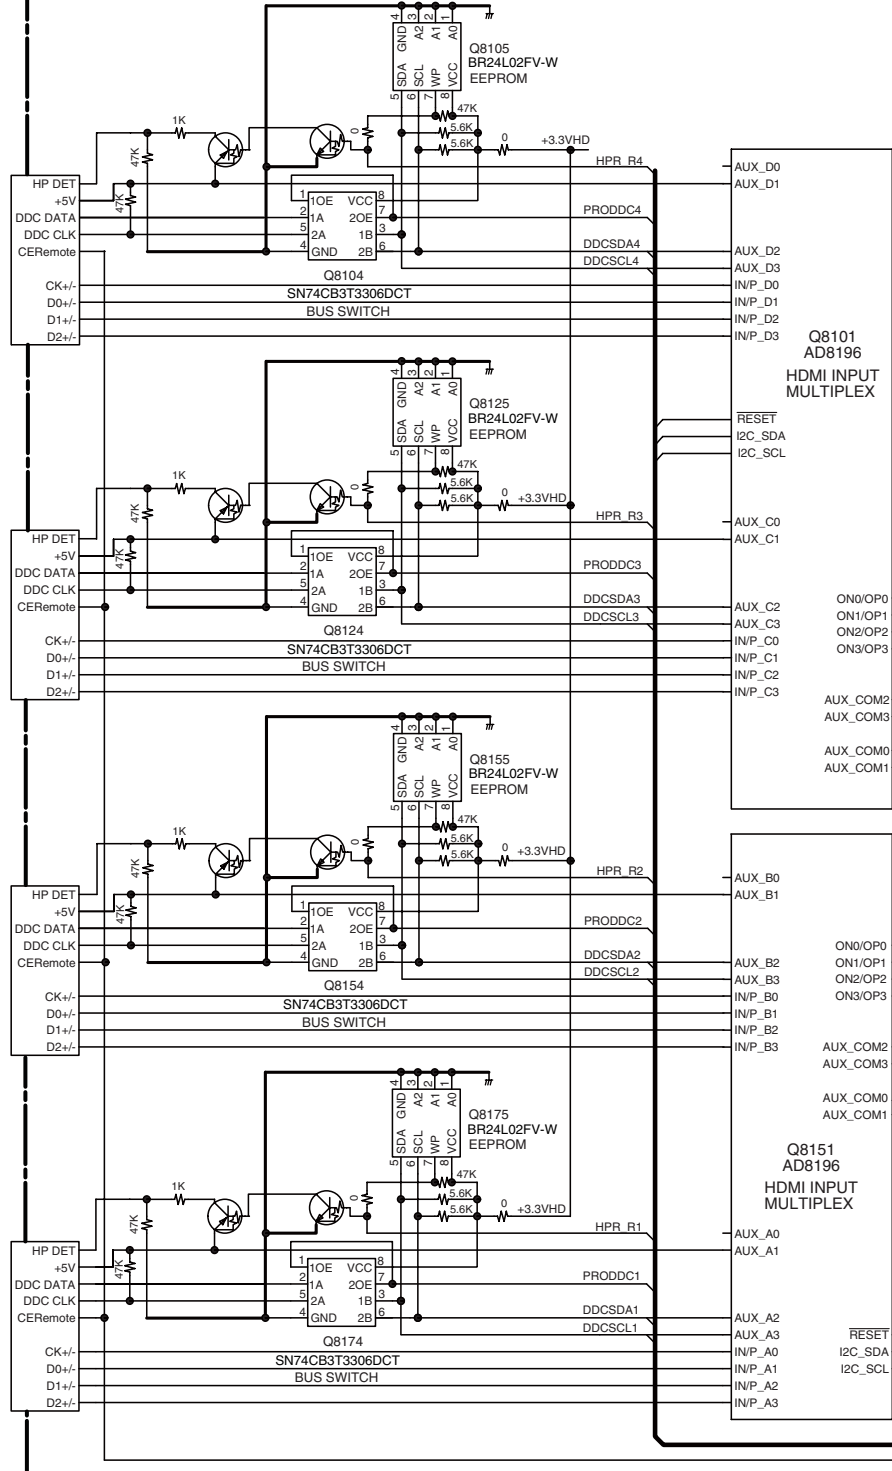 4 3 2 1
GND A2 A1 A0
SDA SCL WP VCC
5 6 7 8
Q8105
BR24L02FV-W
EEPROM
47K
5.6K
5.6K
0
0
+3.3VHD
1K
47K
47K
HPR_R4
HP DET
+5V
DDC DATA
DDC CLK
CERemote
CK+/-
D0+/-
D1+/-
D2+/-
1 1OE VCC 8
2 1A 2OE 7
5 2A 1B 3
4 GND 2B 6
Q8104
SN74CB3T3306DCT
BUS SWITCH
PRODDC4
DDCSDA4
DDCSCL4
AUX_D0
AUX_D1
AUX_D2
AUX_D3
IN/P_D0
IN/P_D1
IN/P_D2
IN/P_D3
Q8101
AD8196
HDMI INPUT
MULTIPLEX
RESET
I2C_SDA
I2C_SCL
4 3 2 1
GND A2 A1 A0
SDA SCL WP VCC
5 6 7 8
Q8125
BR24L02FV-W
EEPROM
47K
5.6K
5.6K
0
0
+3.3VHD
1K
47K
47K
HPR_R3
HP DET
+5V
DDC DATA
DDC CLK
CERemote
CK+/-
D0+/-
D1+/-
D2+/-
1 1OE VCC 8
2 1A 2OE 7
5 2A 1B 3
4 GND 2B 6
Q8124
SN74CB3T3306DCT
BUS SWITCH
PRODDC3
DDCSDA3
DDCSCL3
AUX_C0
AUX_C1
AUX_C2
AUX_C3
IN/P_C0
IN/P_C1
IN/P_C2
IN/P_C3
ON0/OP0
ON1/OP1
ON2/OP2
ON3/OP3
AUX_COM2
AUX_COM3
AUX_COM0
AUX_COM1
4 3 2 1
GND A2 A1 A0
SDA SCL WP VCC
5 6 7 8
Q8155
BR24L02FV-W
EEPROM
47K
5.6K
5.6K
0
0
+3.3VHD
1K
47K
47K
HPR_R2
HP DET
+5V
DDC DATA
DDC CLK
CERemote
CK+/-
D0+/-
D1+/-
D2+/-
1 1OE VCC 8
2 1A 2OE 7
5 2A 1B 3
4 GND 2B 6
Q8154
SN74CB3T3306DCT
BUS SWITCH
PRODDC2
DDCSDA2
DDCSCL2
AUX_B0
AUX_B1
AUX_B2
AUX_B3
IN/P_B0
IN/P_B1
IN/P_B2
IN/P_B3
ON0/OP0
ON1/OP1
ON2/OP2
ON3/OP3
AUX_COM2
AUX_COM3
AUX_COM0
AUX_COM1
Q8151
AD8196
HDMI INPUT
MULTIPLEX
4 3 2 1
GND A2 A1 A0
SDA SCL WP VCC
5 6 7 8
Q8175
BR24L02FV-W
EEPROM
47K
5.6K
5.6K
0
0
+3.3VHD
1K
47K
47K
HPR_R1
HP DET
+5V
DDC DATA
DDC CLK
CERemote
CK+/-
D0+/-
D1+/-
D2+/-
1 1OE VCC 8
2 1A 2OE 7
5 2A 1B 3
4 GND 2B 6
Q8174
SN74CB3T3306DCT
BUS SWITCH
PRODDC1
DDCSDA1
DDCSCL1
AUX_A0
AUX_A1
AUX_A2
AUX_A3
IN/P_A0
IN/P_A1
IN/P_A2
IN/P_A3
RESET
I2C_SDA
I2C_SCL